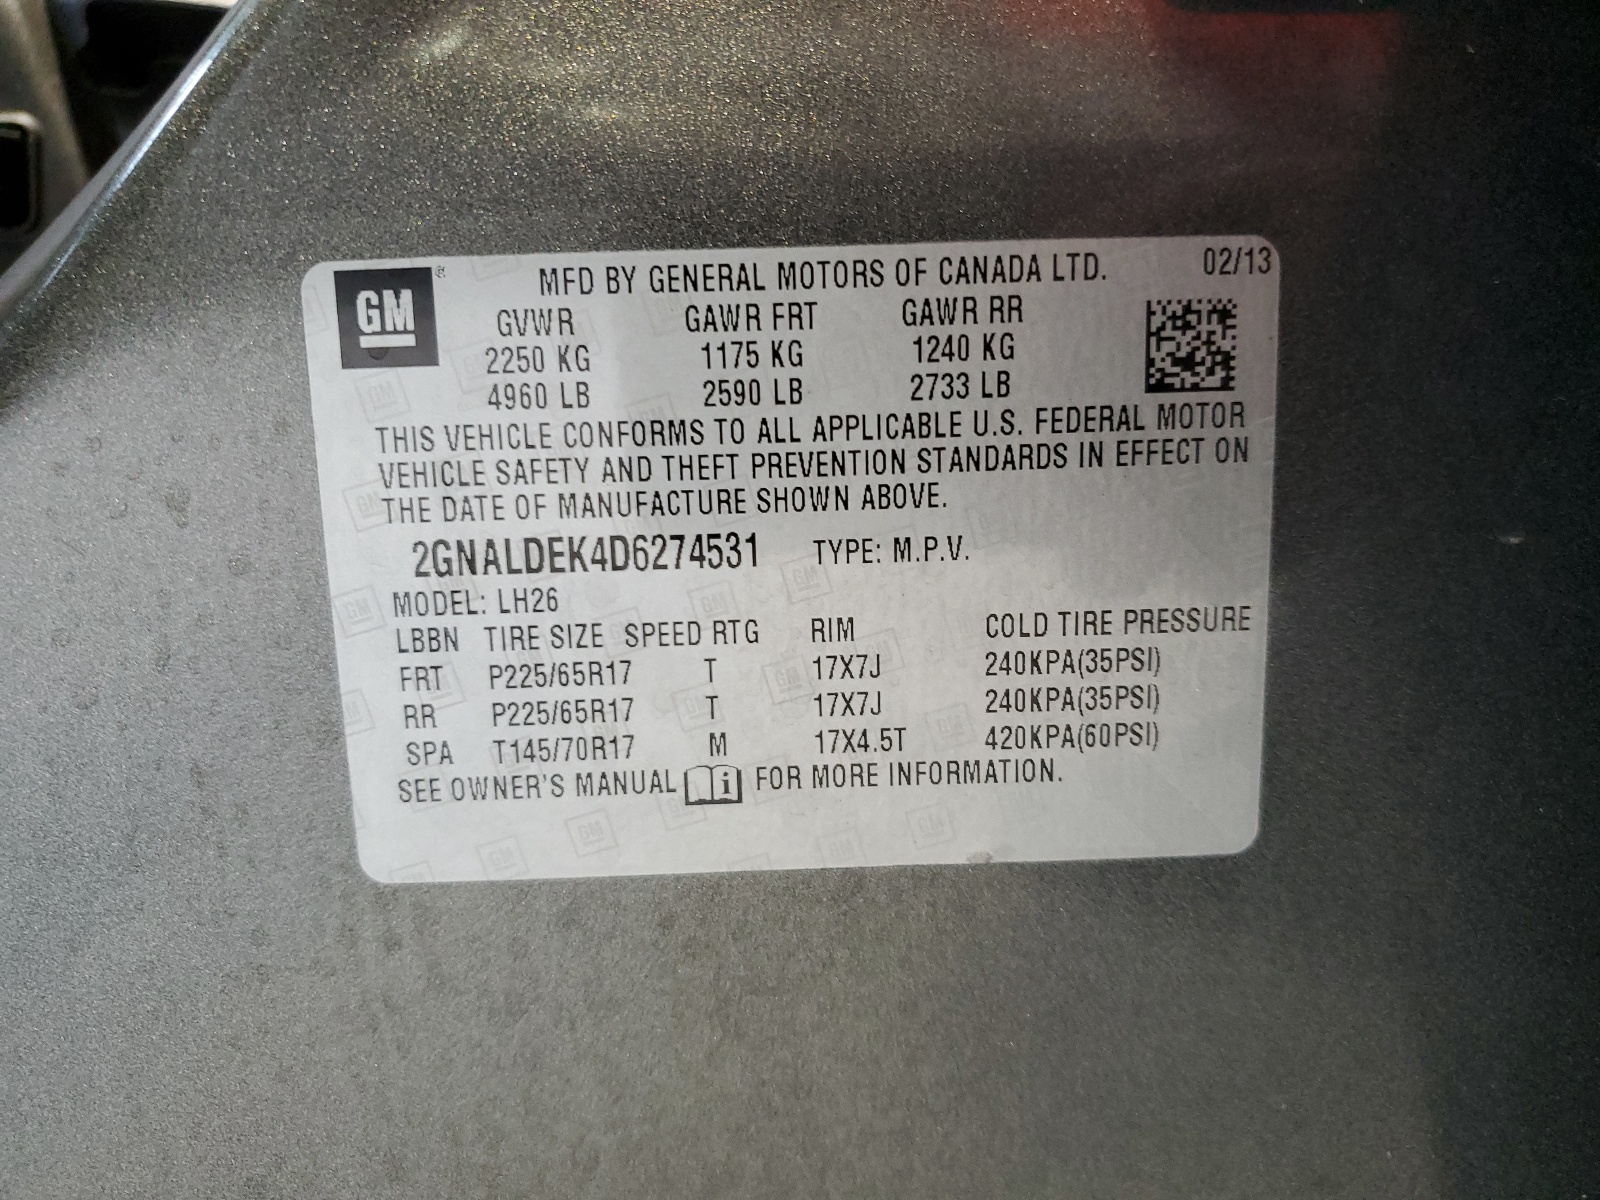 GM ® MFD BY GENERAL MOTORS OF CANADA LTD. 02/13
GVWR GAWR FRT GAWR RR
2250 KG 1175 KG 1240 KG
4960 LB 2590 LB 2733 LB
THIS VEHICLE CONFORMS TO ALL APPLICABLE U.S. FEDERAL MOTOR
VEHICLE SAFETY AND THEFT PREVENTION STANDARDS IN EFFECT ON
THE DATE OF MANUFACTURE SHOWN ABOVE.
2GNALDEK4D6274531 TYPE: M.P.V.
MODEL: LH26
LBBN TIRE SIZE SPEED RTG RIM COLD TIRE PRESSURE
FRT P225/65R17 T 17X7J 240KPA(35PSI)
RR P225/65R17 T 17X7J 240KPA(35PSI)
SPA T145/70R17 M 17X4.5T 420KPA(60PSI)
SEE OWNER'S MANUAL i FOR MORE INFORMATION.